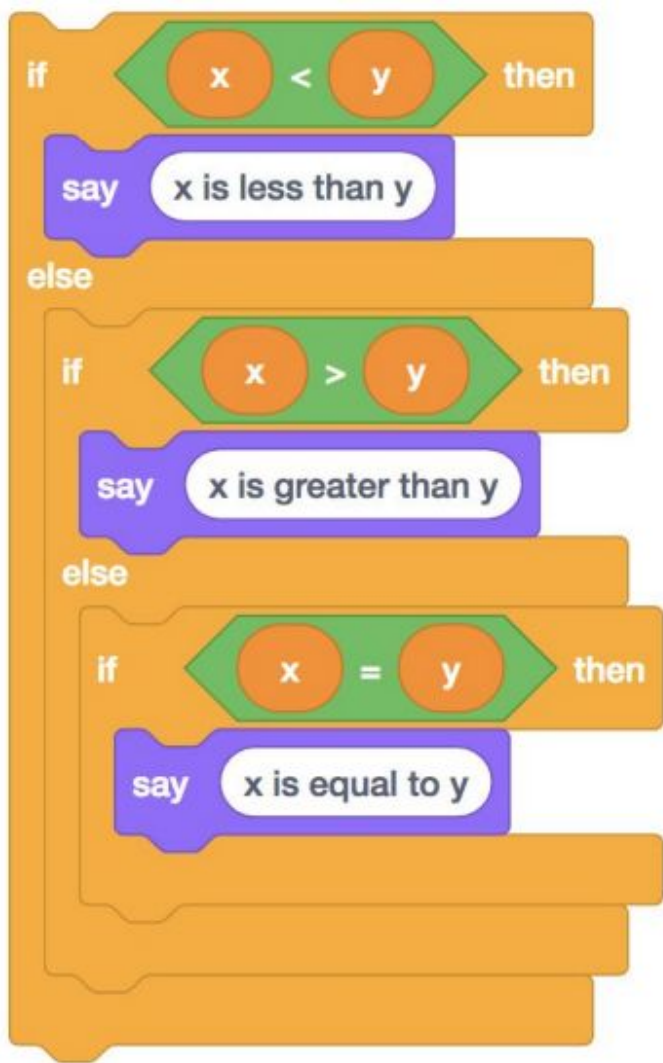 if x < y then
say x is less than y
else
if x > y then
say x is greater than y
else
if x = y then
say x is equal to y